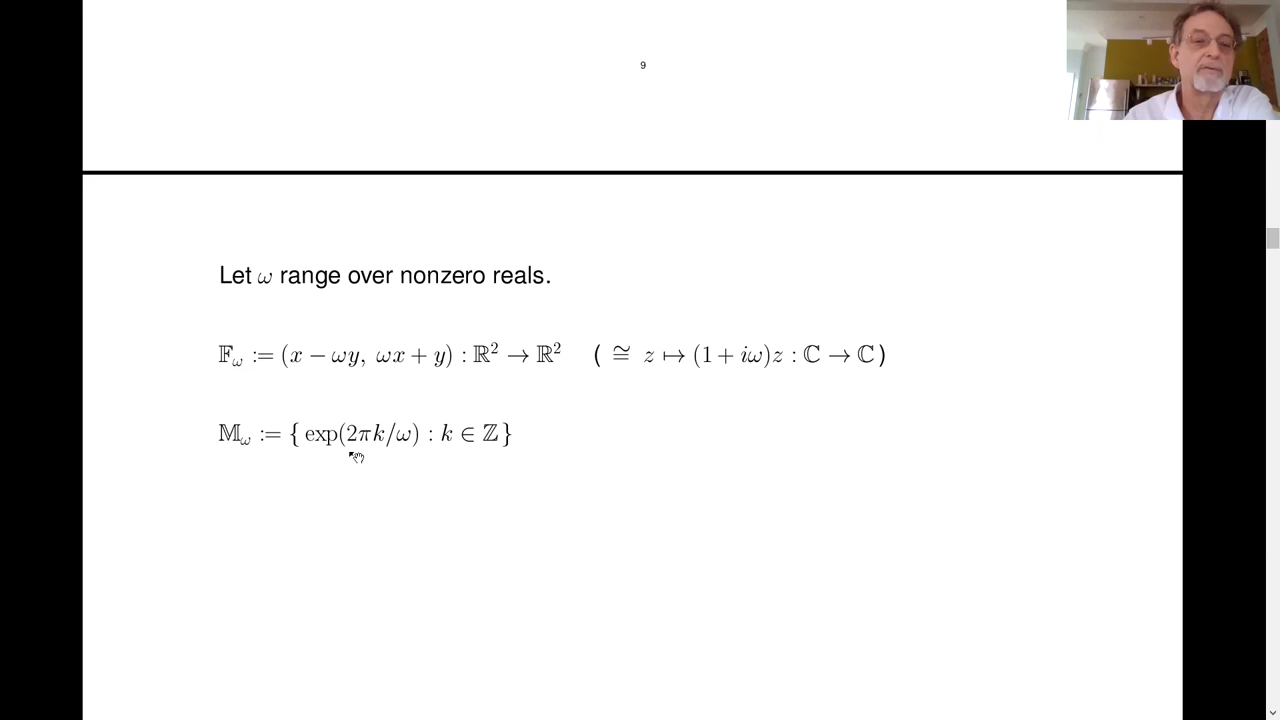 9
Let ω range over nonzero reals.
𝔽_ω := (x − ωy, ωx + y) : ℝ² → ℝ² ( ≅ z ↦ (1 + iω)z : ℂ → ℂ )
𝕄_ω := { exp(2πk/ω) : k ∈ ℤ }